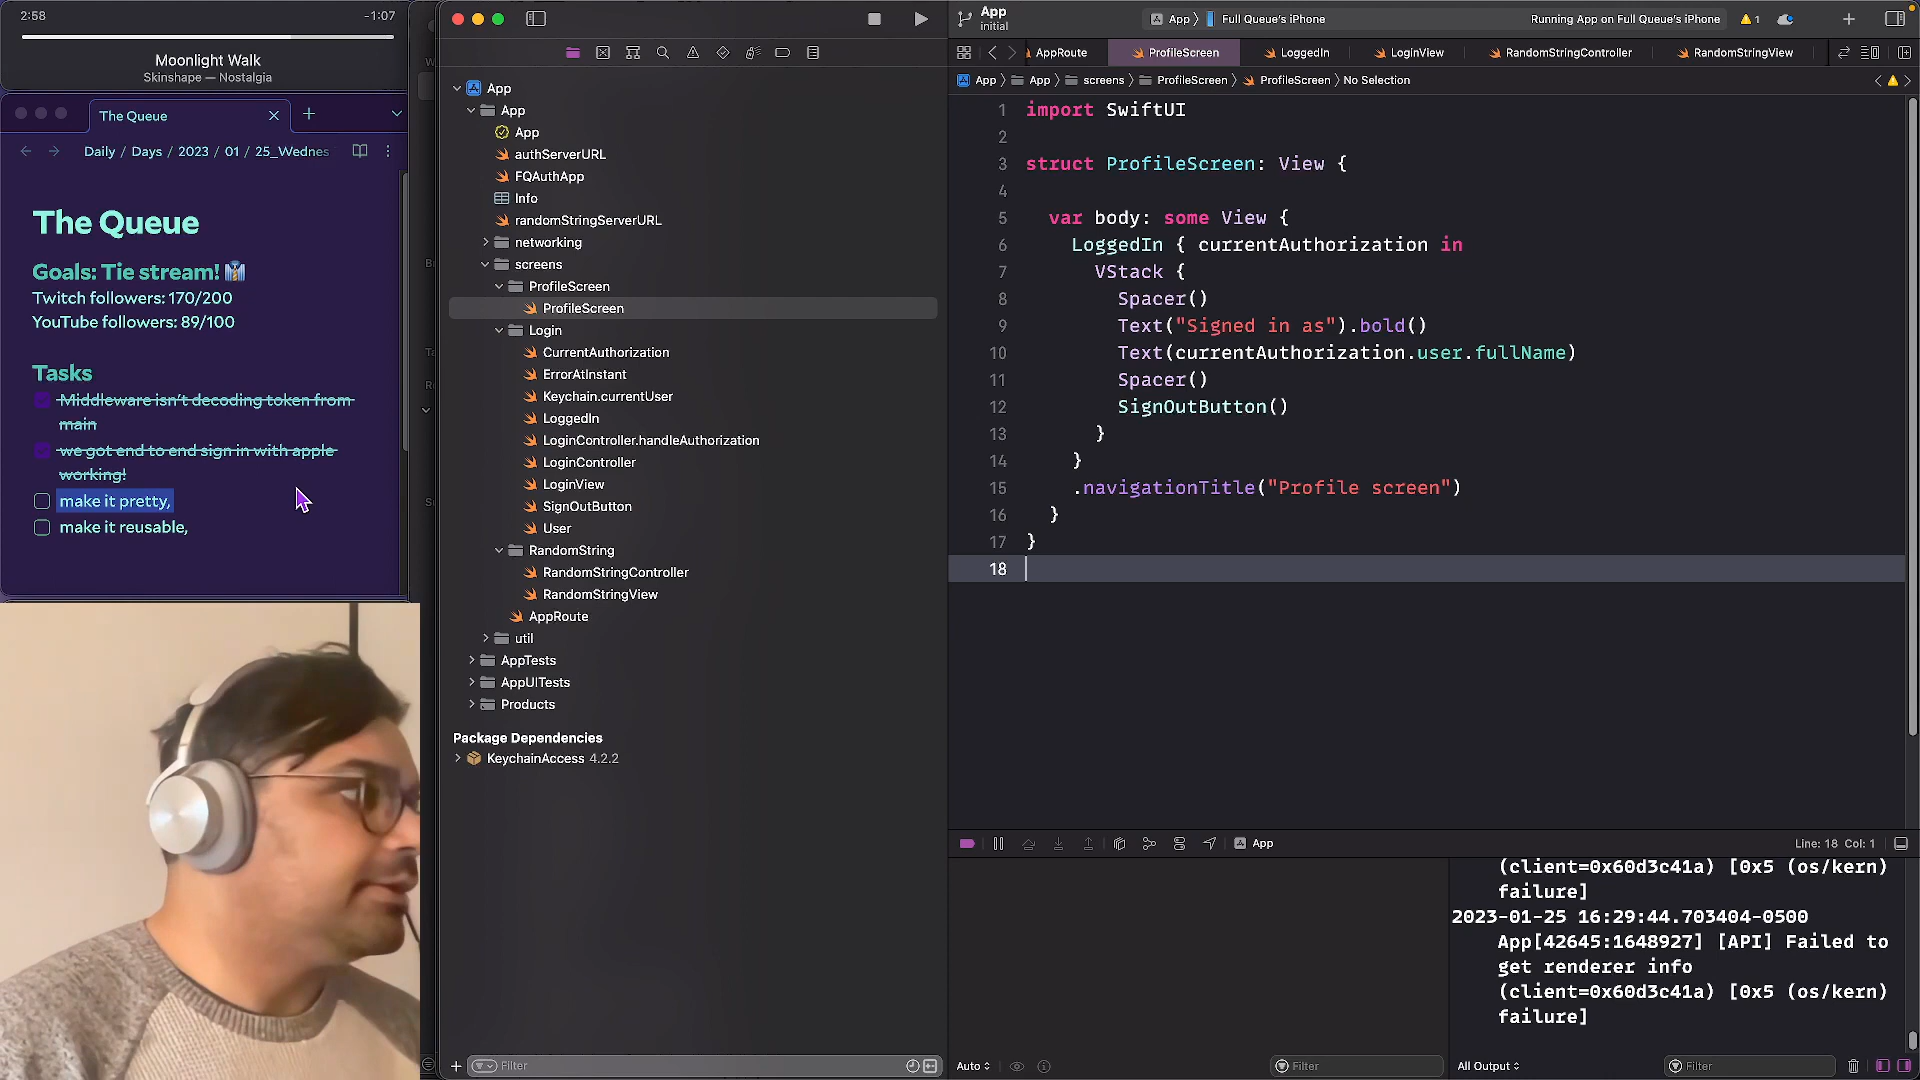 2:58
-1:07
Moonlight Walk
Skinshape — Nostalgia
The Queue
Daily / Days / 2023 / 01 / 25_Wednes
The Queue
Goals: Tie stream! 👔
Twitch followers: 170/200
YouTube followers: 89/100
Tasks
Middleware isn't decoding token from
main
we got end to end sign in with apple
working!
make it pretty,
make it reusable,
App
App
App
authServerURL
FQAuthApp
Info
randomStringServerURL
networking
screens
ProfileScreen
ProfileScreen
Login
CurrentAuthorization
ErrorAtInstant
Keychain.currentUser
LoggedIn
LoginController.handleAuthorization
LoginController
LoginView
SignOutButton
User
RandomString
RandomStringController
RandomStringView
AppRoute
util
AppTests
AppUITests
Products
Package Dependencies
KeychainAccess 4.2.2
Filter
App
initial
App 〉 Full Queue's iPhone
Running App on Full Queue's iPhone
1
AppRoute
ProfileScreen
LoggedIn
LoginView
RandomStringController
RandomStringView
App 〉 App 〉 screens 〉 ProfileScreen 〉 ProfileScreen 〉 No Selection
1 import SwiftUI
2
3 struct ProfileScreen: View {
4
5 var body: some View {
6 LoggedIn { currentAuthorization in
7 VStack {
8 Spacer()
9 Text("Signed in as").bold()
10 Text(currentAuthorization.user.fullName)
11 Spacer()
12 SignOutButton()
13 }
14 }
15 .navigationTitle("Profile screen")
16 }
17 }
18
App
Line: 18 Col: 1
(client=0x60d3c41a) [0x5 (os/kern)
failure]
2023-01-25 16:29:44.703404-0500
App[42645:1648927] [API] Failed to
get renderer info
(client=0x60d3c41a) [0x5 (os/kern)
failure]
Auto
Filter
All Output
Filter